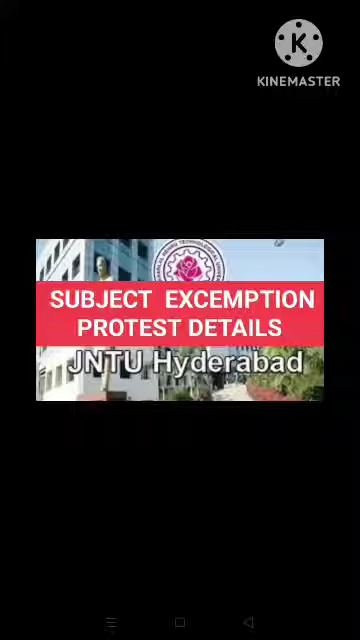 KINEMASTER
SUBJECT EXCEMPTION
PROTEST DETAILS
JNTU Hyderabad